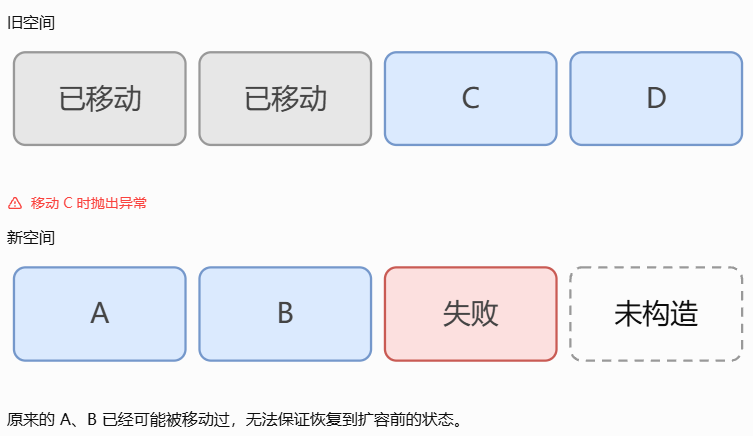 旧空间
已移动 已移动 C D
移动 C 时抛出异常
新空间
A B 失败 未构造
原来的 A、B 已经可能被移动过，无法保证恢复到扩容前的状态。